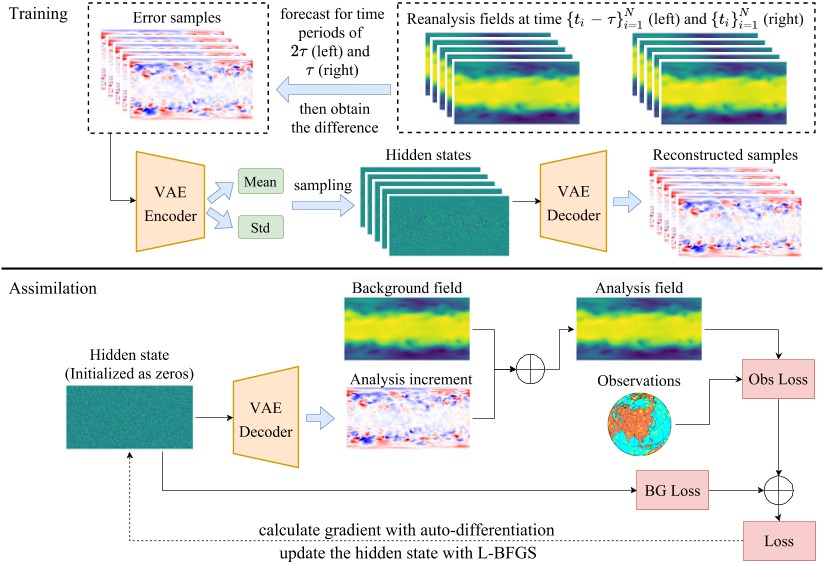 Training
Error samples
forecast for time
periods of
2τ (left) and
τ (right)
then obtain
the difference
Reanalysis fields at time {t_i − τ}_{i=1}^N (left) and {t_i}_{i=1}^N (right)
VAE
Encoder
Mean
Std
sampling
Hidden states
VAE
Decoder
Reconstructed samples
Assimilation
Hidden state
(Initialized as zeros)
VAE
Decoder
Background field
Analysis increment
Analysis field
Observations
Obs Loss
BG Loss
Loss
calculate gradient with auto-differentiation
update the hidden state with L-BFGS